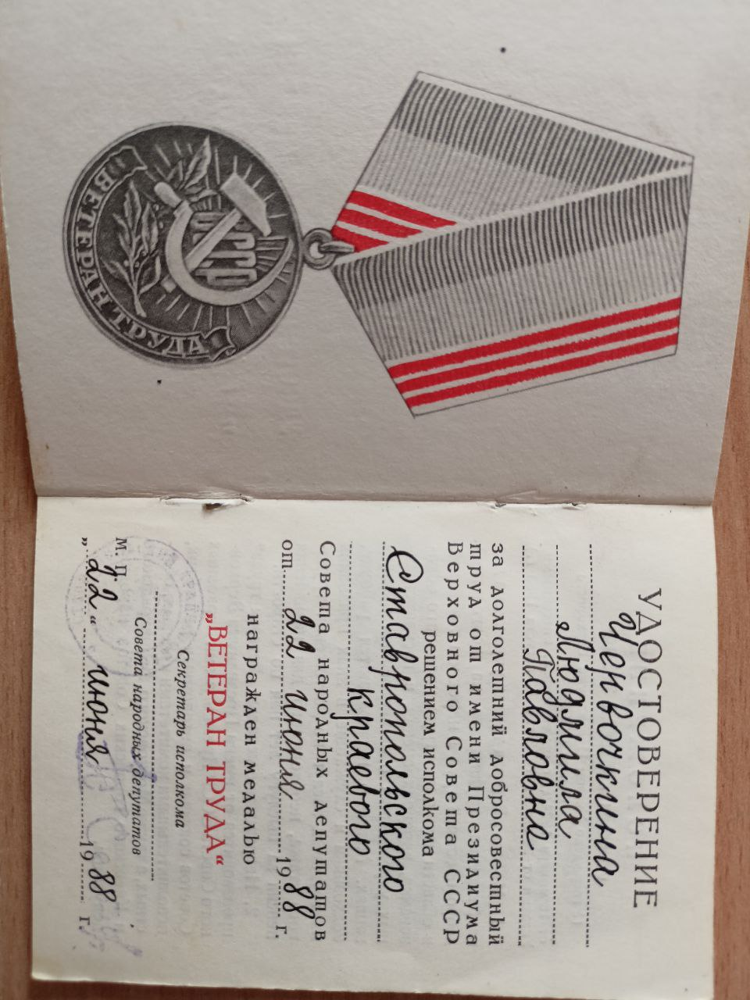 СССР
ВЕТЕРАН ТРУДА
УДОСТОВЕРЕНИЕ
Червочкина
Людмила
Павловна
за долголетний добросовестный
труд от имени Президиума
Верховного Совета СССР
решением исполкома
Ставропольского
краевого
Совета народных депутатов
от 22 июня 1988 г.
награжден медалью
„ВЕТЕРАН ТРУДА“
Секретарь исполкома
Совета народных депутатов
М. П.
„22“ июня 1988 г.